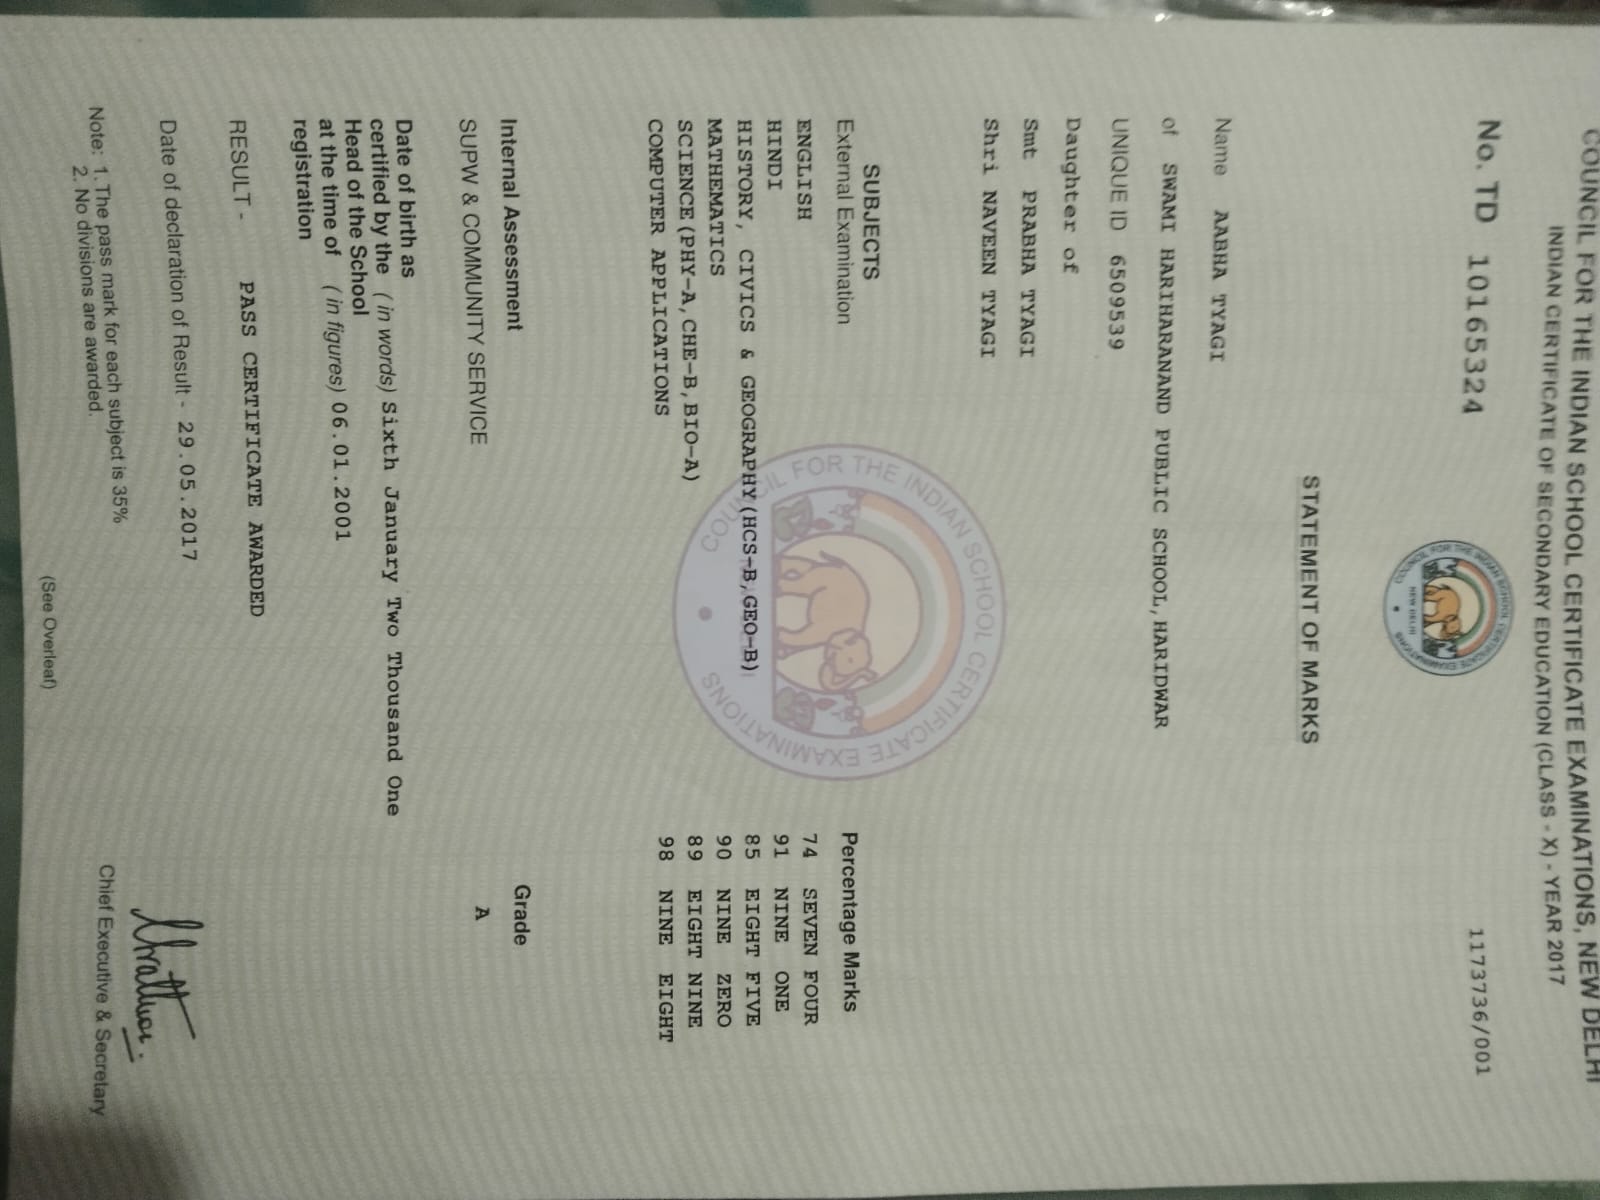 COUNCIL FOR THE INDIAN SCHOOL CERTIFICATE EXAMINATIONS, NEW DELHI
INDIAN CERTIFICATE OF SECONDARY EDUCATION (CLASS - X) - YEAR 2017
No. TD 10165324
1173736/001
COUNCIL FOR THE INDIAN SCHOOL CERTIFICATE EXAMINATIONS
NEW DELHI
STATEMENT OF MARKS
Name AABHA TYAGI
of SWAMI HARIHARANAND PUBLIC SCHOOL, HARIDWAR
UNIQUE ID 6509539
Daughter of
Smt PRABHA TYAGI
Shri NAVEEN TYAGI
COUNCIL FOR THE INDIAN SCHOOL CERTIFICATE EXAMINATIONS
SUBJECTS
External Examination Percentage Marks
ENGLISH 74 SEVEN FOUR
HINDI 91 NINE ONE
HISTORY, CIVICS & GEOGRAPHY (HCS-B, GEO-B) 85 EIGHT FIVE
MATHEMATICS 90 NINE ZERO
SCIENCE (PHY-A, CHE-B, BIO-A) 89 EIGHT NINE
COMPUTER APPLICATIONS 98 NINE EIGHT
Internal Assessment Grade
SUPW & COMMUNITY SERVICE A
Date of birth as
certified by the (in words) Sixth January Two Thousand One
Head of the School
at the time of (in figures) 06.01.2001
registration
RESULT - PASS CERTIFICATE AWARDED
Date of declaration of Result - 29.05.2017
Note: 1. The pass mark for each subject is 35%
2. No divisions are awarded.
Chief Executive & Secretary
(See Overleaf)